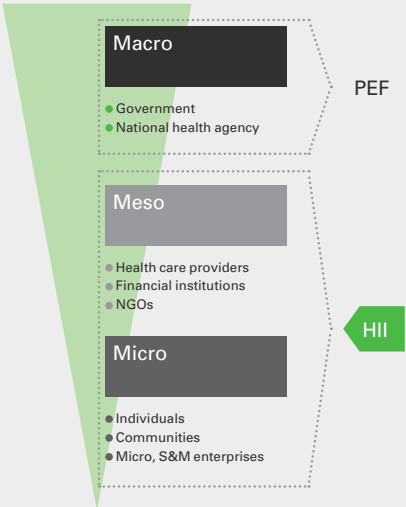 Macro
Government
National health agency
PEF
Meso
Health care providers
Financial institutions
NGOs
HII
Micro
Individuals
Communities
Micro, S&M enterprises